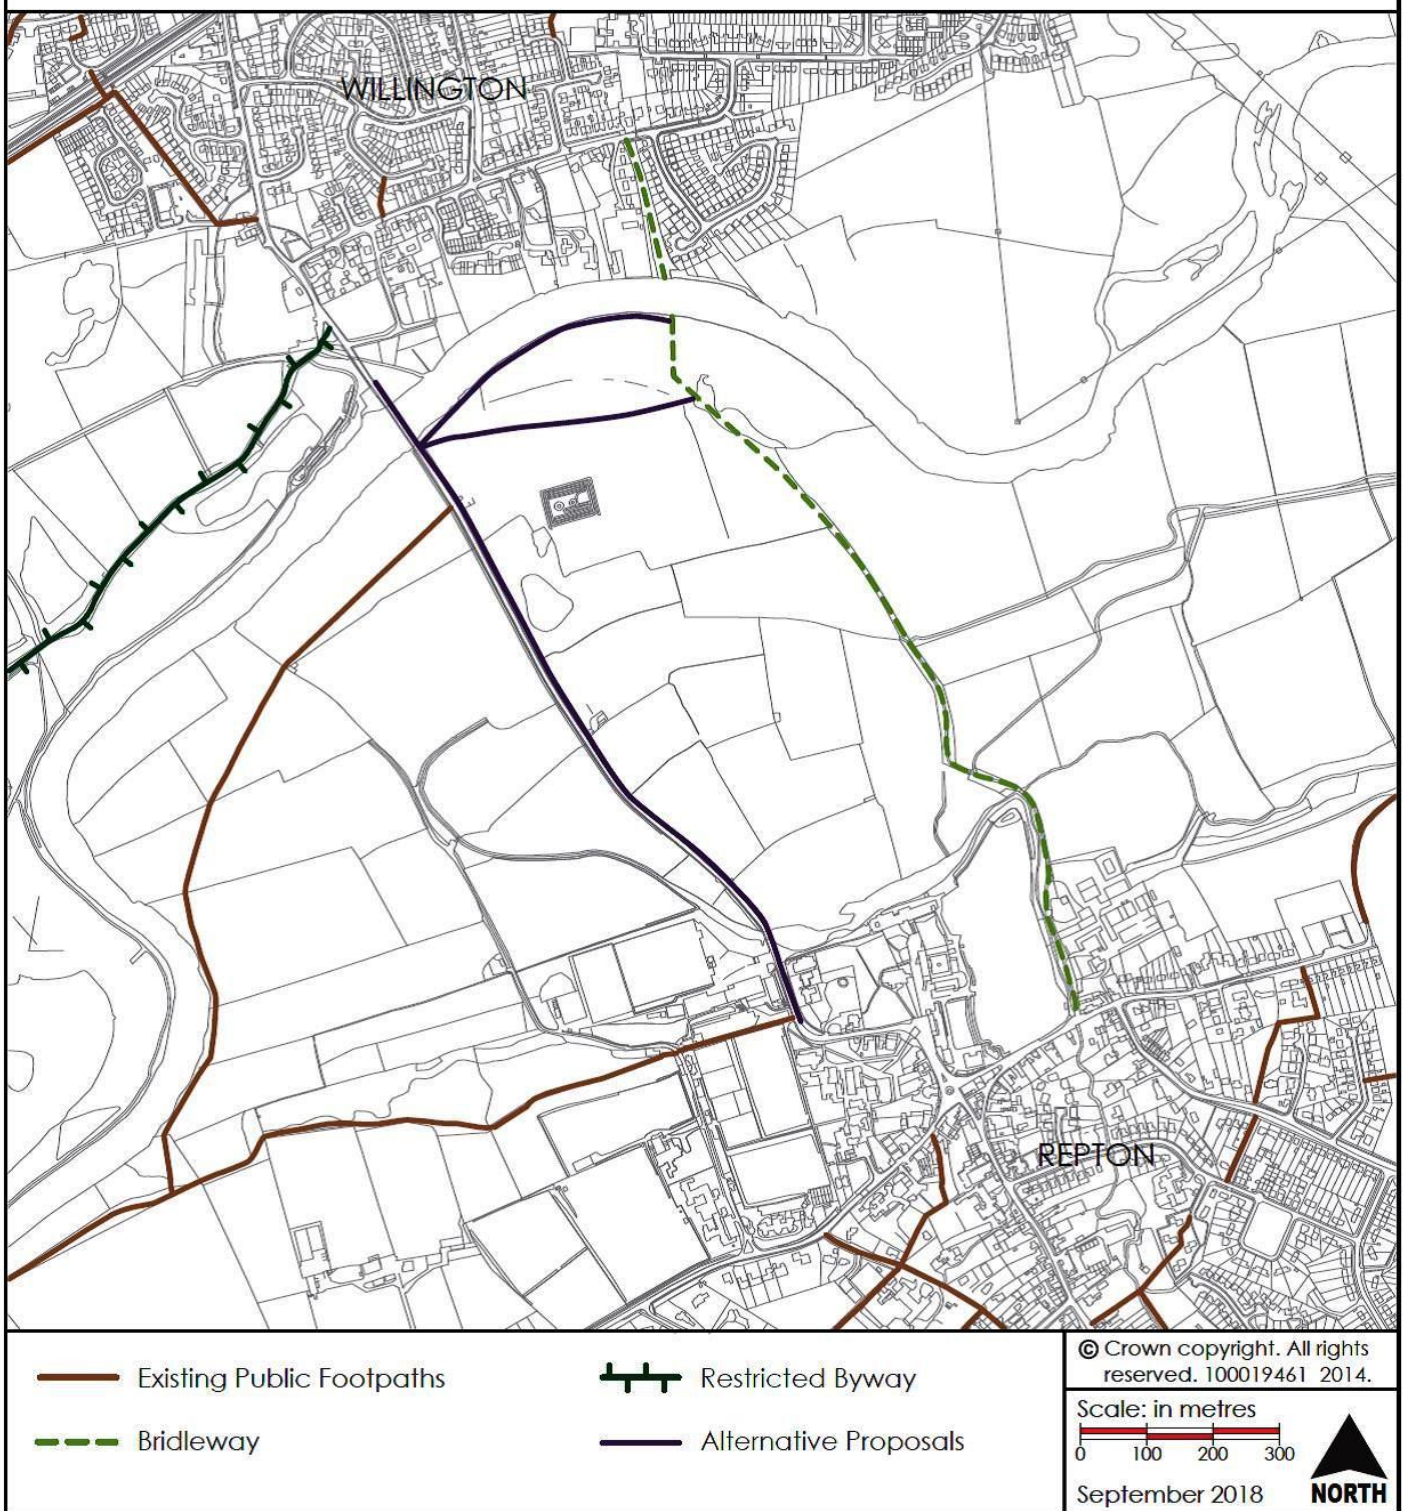 WILLINGTON
REPTON
Existing Public Footpaths
Restricted Byway
Bridleway
Alternative Proposals
© Crown copyright. All rights
reserved. 100019461 2014.
Scale: in metres
0 100 200 300
September 2018
NORTH